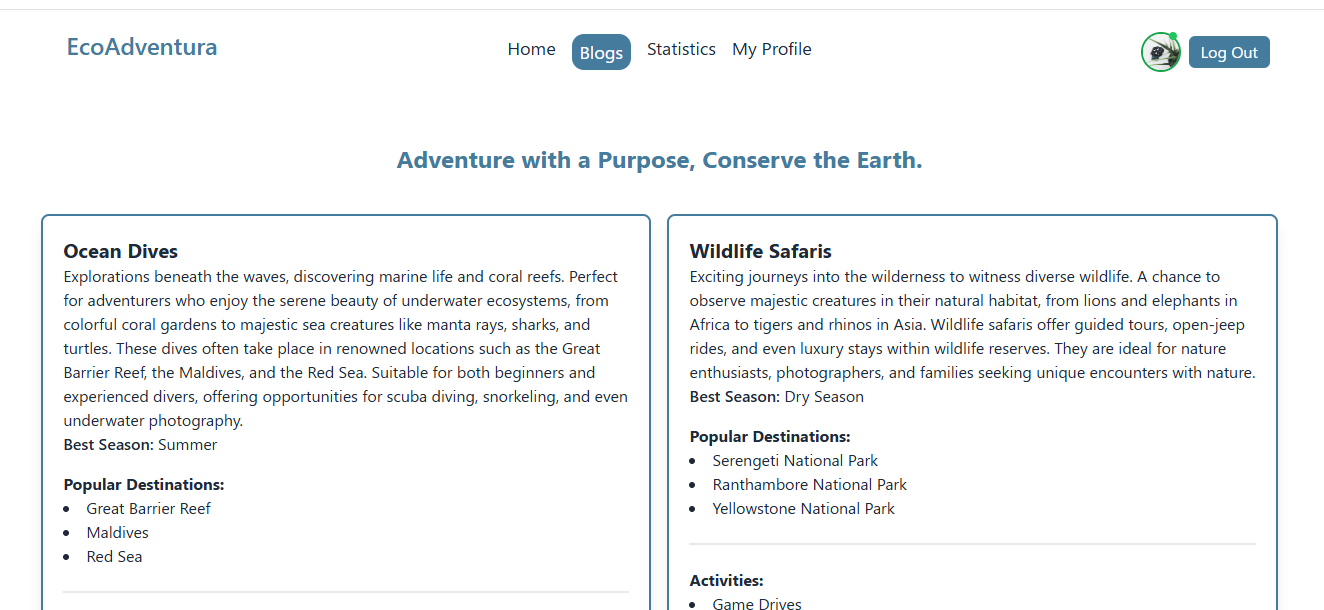 EcoAdventura
Home Blogs Statistics My Profile
Log Out
Adventure with a Purpose, Conserve the Earth.
Ocean Dives
Explorations beneath the waves, discovering marine life and coral reefs. Perfect
for adventurers who enjoy the serene beauty of underwater ecosystems, from
colorful coral gardens to majestic sea creatures like manta rays, sharks, and
turtles. These dives often take place in renowned locations such as the Great
Barrier Reef, the Maldives, and the Red Sea. Suitable for both beginners and
experienced divers, offering opportunities for scuba diving, snorkeling, and even
underwater photography.
Best Season: Summer
Popular Destinations:
• Great Barrier Reef
• Maldives
• Red Sea
Wildlife Safaris
Exciting journeys into the wilderness to witness diverse wildlife. A chance to
observe majestic creatures in their natural habitat, from lions and elephants in
Africa to tigers and rhinos in Asia. Wildlife safaris offer guided tours, open-jeep
rides, and even luxury stays within wildlife reserves. They are ideal for nature
enthusiasts, photographers, and families seeking unique encounters with nature.
Best Season: Dry Season
Popular Destinations:
• Serengeti National Park
• Ranthambore National Park
• Yellowstone National Park
Activities:
• Game Drives